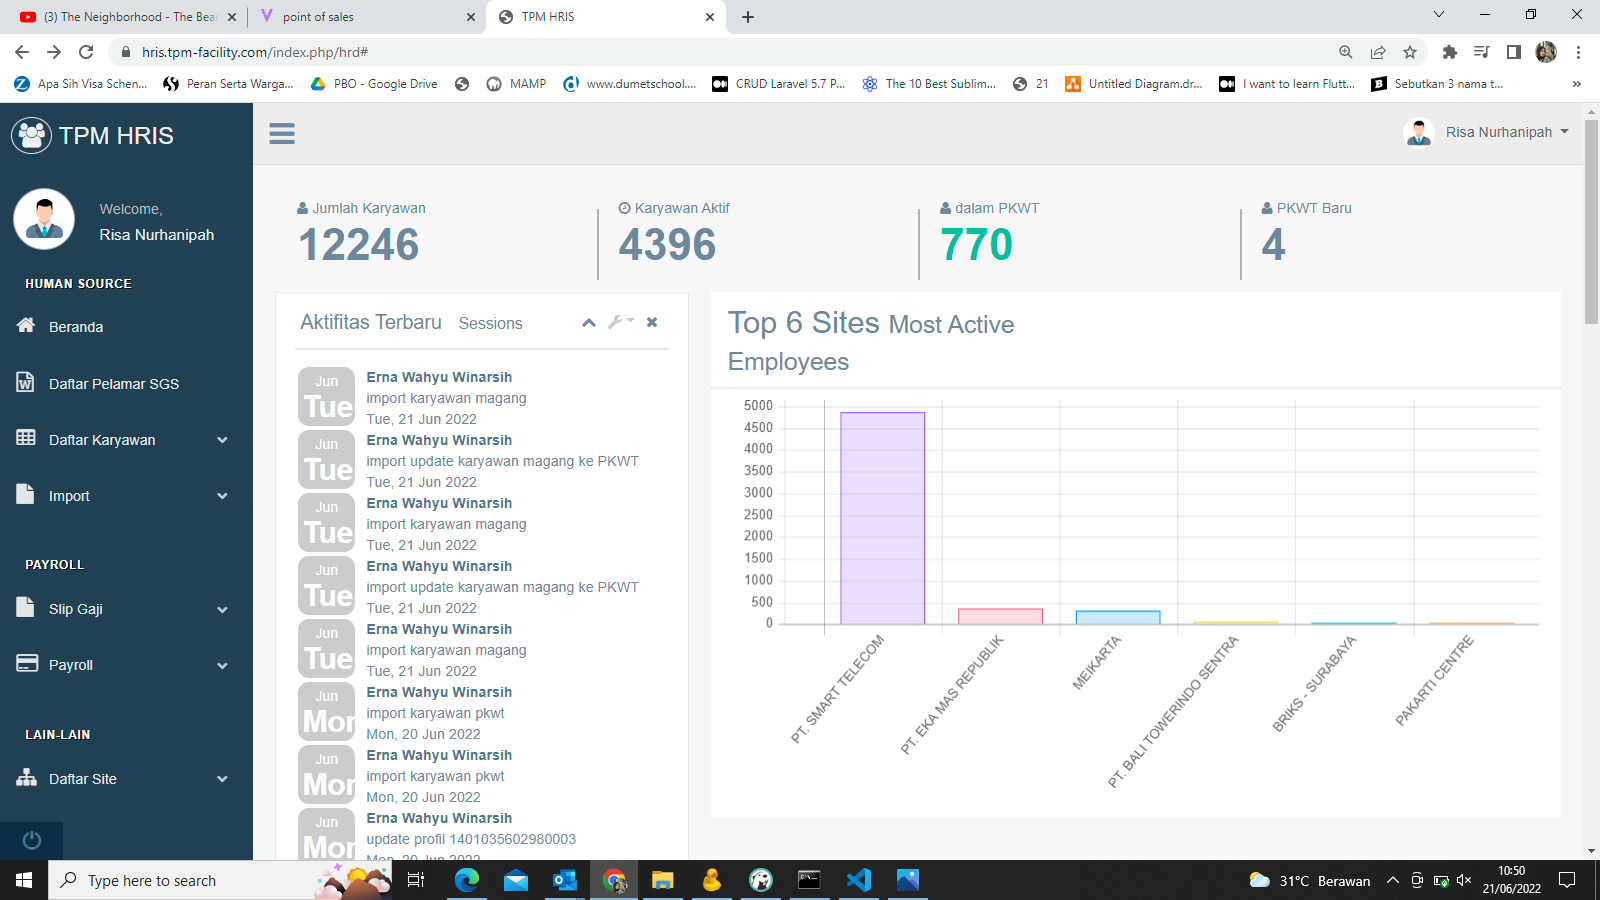 (3) The Neighborhood - The Bea
point of sales
TPM HRIS
hris.tpm-facility.com/index.php/hrd#
Apa Sih Visa Schen...
Peran Serta Warga...
PBO - Google Drive
MAMP
www.dumetschool....
CRUD Laravel 5.7 P...
The 10 Best Sublim...
21
Untitled Diagram.dr...
I want to learn Flutt...
Sebutkan 3 nama t...
»
TPM HRIS
Risa Nurhanipah
Welcome,
Risa Nurhanipah
HUMAN SOURCE
Beranda
Daftar Pelamar SGS
Daftar Karyawan
Import
PAYROLL
Slip Gaji
Payroll
LAIN-LAIN
Daftar Site
Jumlah Karyawan
12246
Karyawan Aktif
4396
dalam PKWT
770
PKWT Baru
4
Aktifitas Terbaru Sessions
Jun
Tue
Erna Wahyu Winarsih
import karyawan magang
Tue, 21 Jun 2022
Jun
Tue
Erna Wahyu Winarsih
import update karyawan magang ke PKWT
Tue, 21 Jun 2022
Jun
Tue
Erna Wahyu Winarsih
import karyawan magang
Tue, 21 Jun 2022
Jun
Tue
Erna Wahyu Winarsih
import update karyawan magang ke PKWT
Tue, 21 Jun 2022
Jun
Tue
Erna Wahyu Winarsih
import karyawan magang
Tue, 21 Jun 2022
Jun
Mon
Erna Wahyu Winarsih
import karyawan pkwt
Mon, 20 Jun 2022
Jun
Mon
Erna Wahyu Winarsih
import karyawan pkwt
Mon, 20 Jun 2022
Jun
Mon
Erna Wahyu Winarsih
update profil 1401035602980003
Mon, 20 Jun 2022
Top 6 Sites Most Active
Employees
5000
4500
4000
3500
3000
2500
2000
1500
1000
500
0
PT. SMART TELECOM
PT. EKA MAS REPUBLIK
MEIKARTA
PT. BALI TOWERINDO SENTRA
BRIKS - SURABAYA
PAKARTI CENTRE
Type here to search
31°C Berawan
10:50
21/06/2022